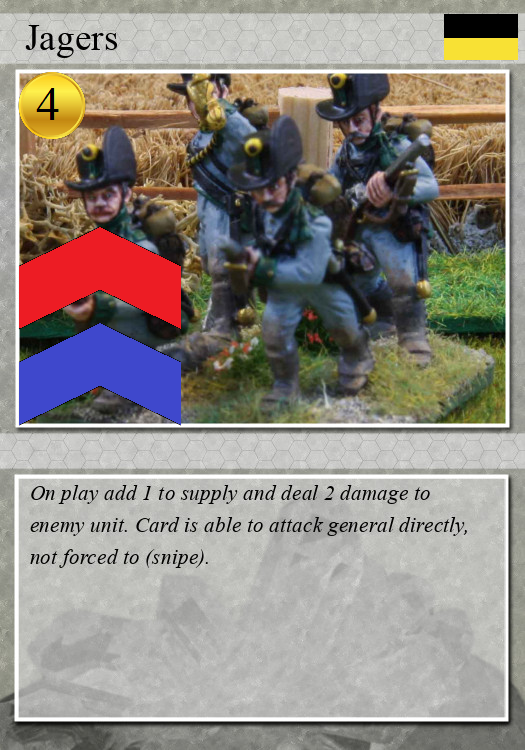 Jagers
4
On play add 1 to supply and deal 2 damage to
enemy unit. Card is able to attack general directly,
not forced to (snipe).